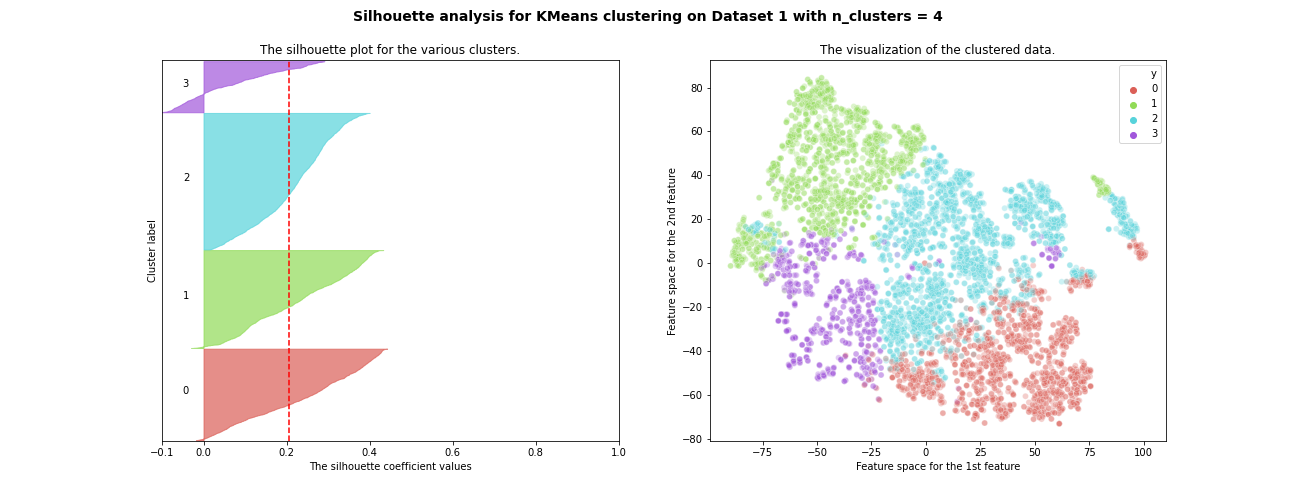 Silhouette analysis for KMeans clustering on Dataset 1 with n_clusters = 4
The silhouette plot for the various clusters.
Cluster label
3
2
1
0
−0.1 0.0 0.2 0.4 0.6 0.8 1.0
The silhouette coefficient values
The visualization of the clustered data.
Feature space for the 2nd feature
80
60
40
20
0
−20
−40
−60
−80
y
0
1
2
3
−75 −50 −25 0 25 50 75 100
Feature space for the 1st feature